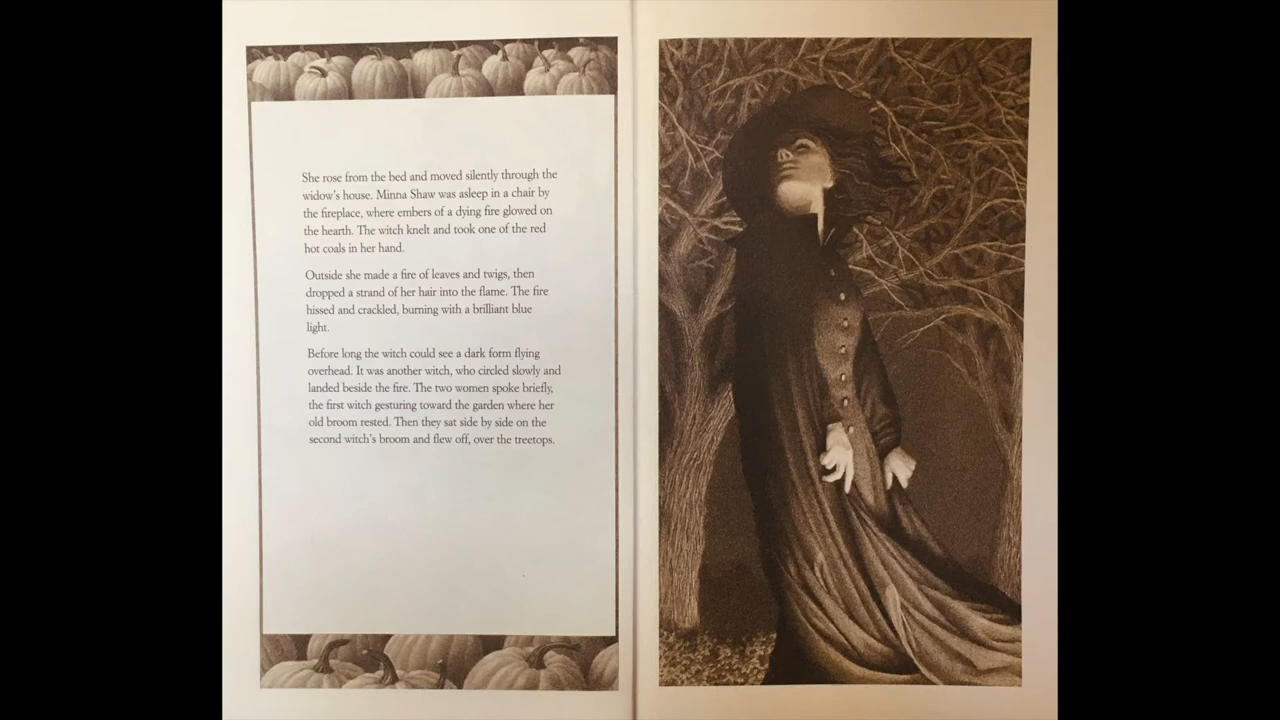 She rose from the bed and moved silently through the
widow's house. Minna Shaw was asleep in a chair by
the fireplace, where embers of a dying fire glowed on
the hearth. The witch knelt and took one of the red
hot coals in her hand.
Outside she made a fire of leaves and twigs, then
dropped a strand of her hair into the flame. The fire
hissed and crackled, burning with a brilliant blue
light.
Before long the witch could see a dark form flying
overhead. It was another witch, who circled slowly and
landed beside the fire. The two women spoke briefly,
the first witch gesturing toward the garden where her
old broom rested. Then they sat side by side on the
second witch's broom and flew off, over the treetops.